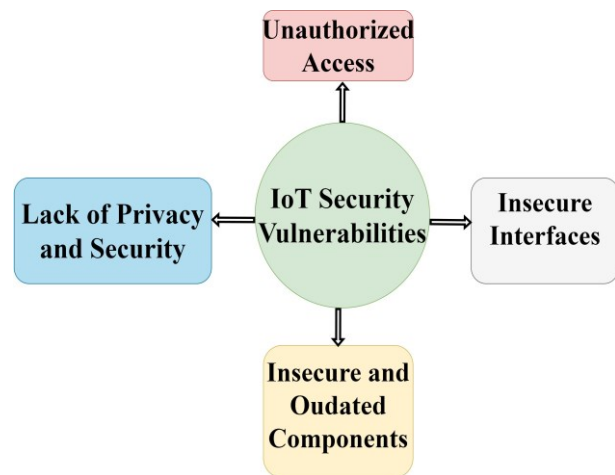 Unauthorized
Access
Lack of Privacy
and Security
IoT Security
Vulnerabilities
Insecure
Interfaces
Insecure and
Oudated
Components